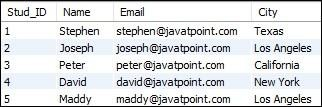 Stud_ID Name Email City
1 Stephen stephen@javatpoint.com Texas
2 Joseph joseph@javatpoint.com Los Angeles
3 Peter peter@javatpoint.com California
4 David david@javatpoint.com New York
5 Maddy maddy@javatpoint.com Los Angeles